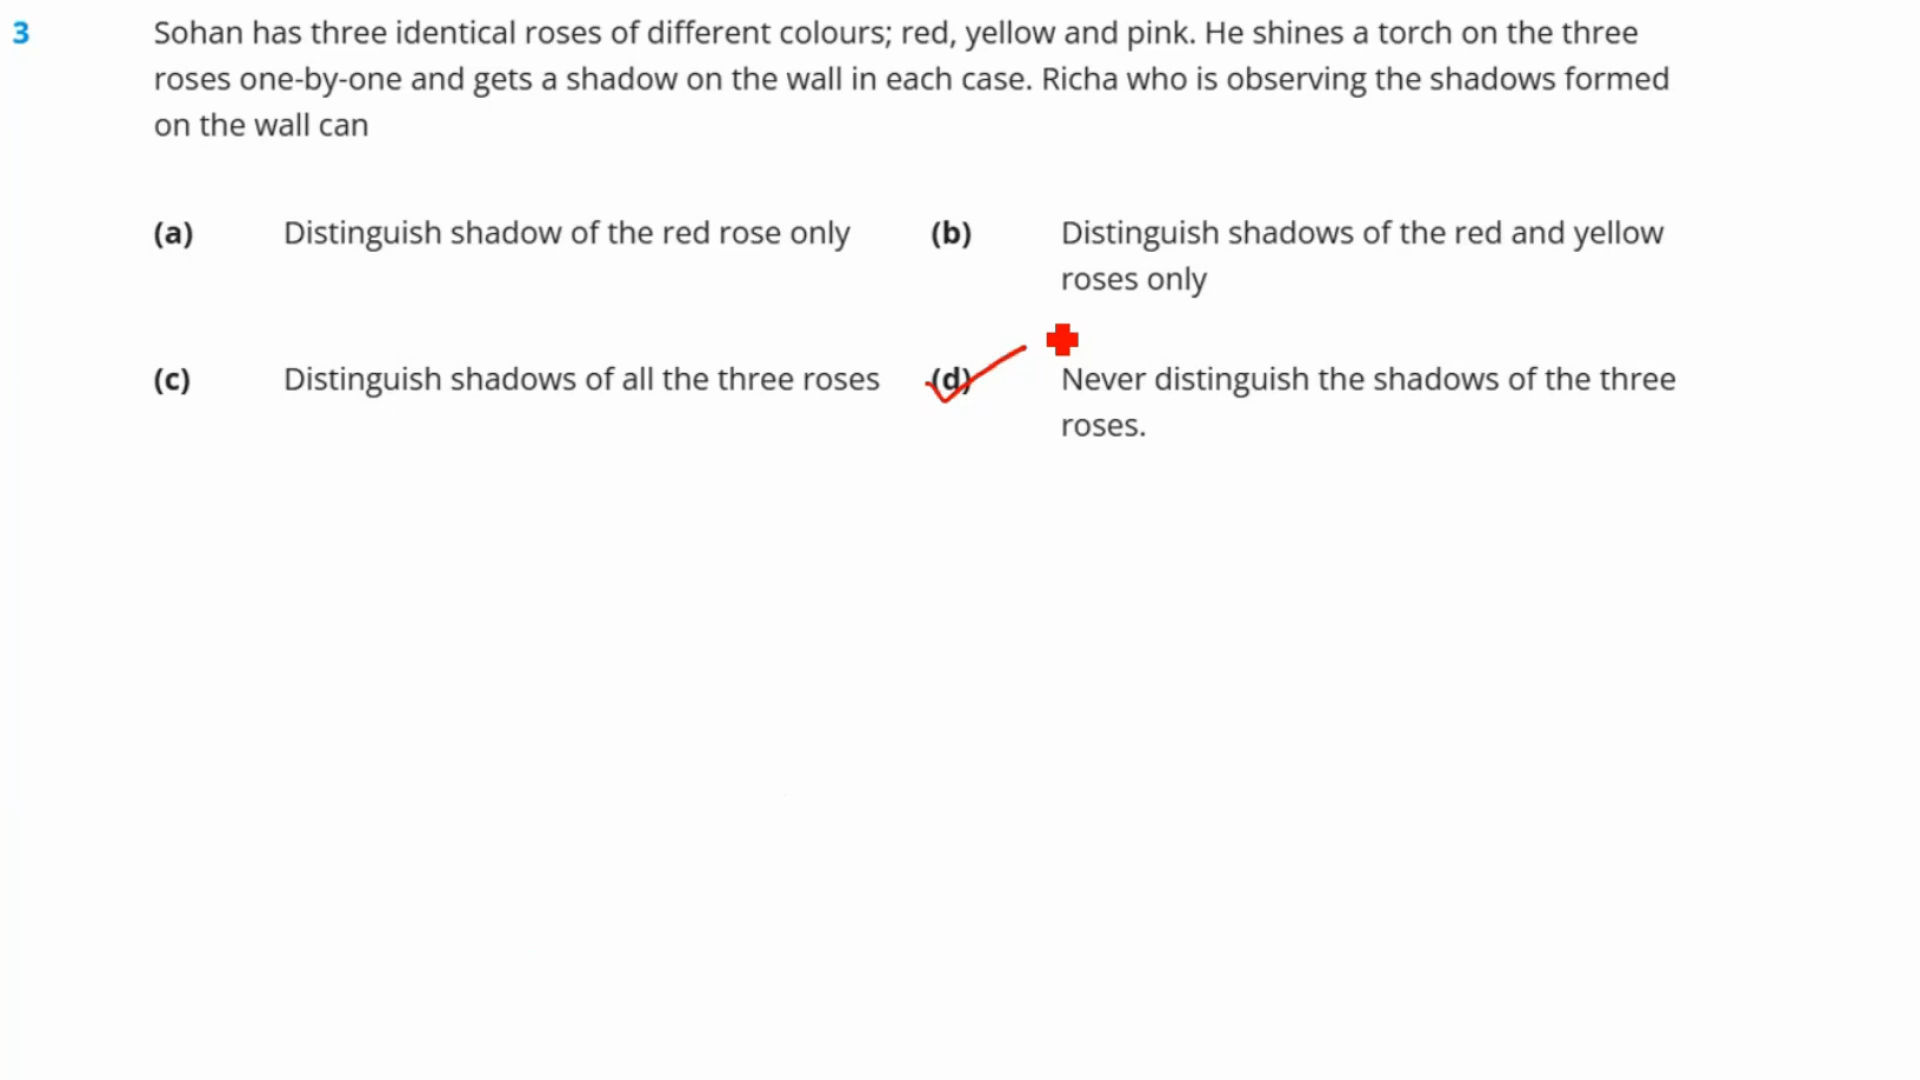 3 Sohan has three identical roses of different colours; red, yellow and pink. He shines a torch on the three
roses one-by-one and gets a shadow on the wall in each case. Richa who is observing the shadows formed
on the wall can
(a) Distinguish shadow of the red rose only
(b) Distinguish shadows of the red and yellow
roses only
(c) Distinguish shadows of all the three roses
(d) Never distinguish the shadows of the three
roses.